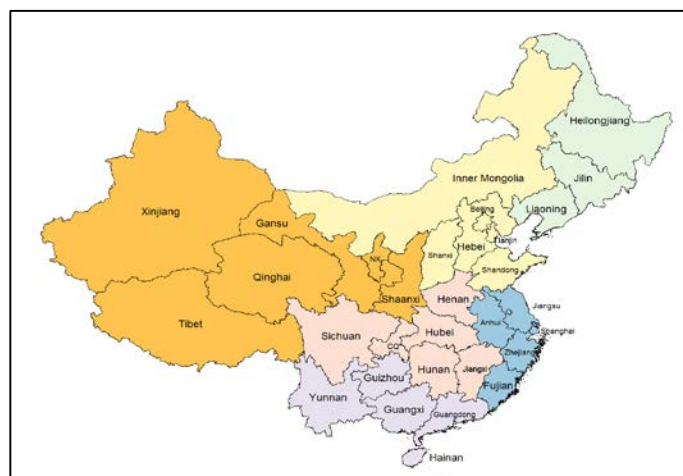 Heilongjiang
Jilin
Inner Mongolia
Liaoning
Beijing
Tianjin
Hebei
Shanxi
Shandong
Xinjiang
Gansu
NX
Qinghai
Shaanxi
Tibet
Henan
Jiangsu
Anhui
Shanghai
Sichuan
Hubei
CQ
Zhejiang
Hunan
Jiangxi
Guizhou
Fujian
Yunnan
Guangxi
Guangdong
Hainan